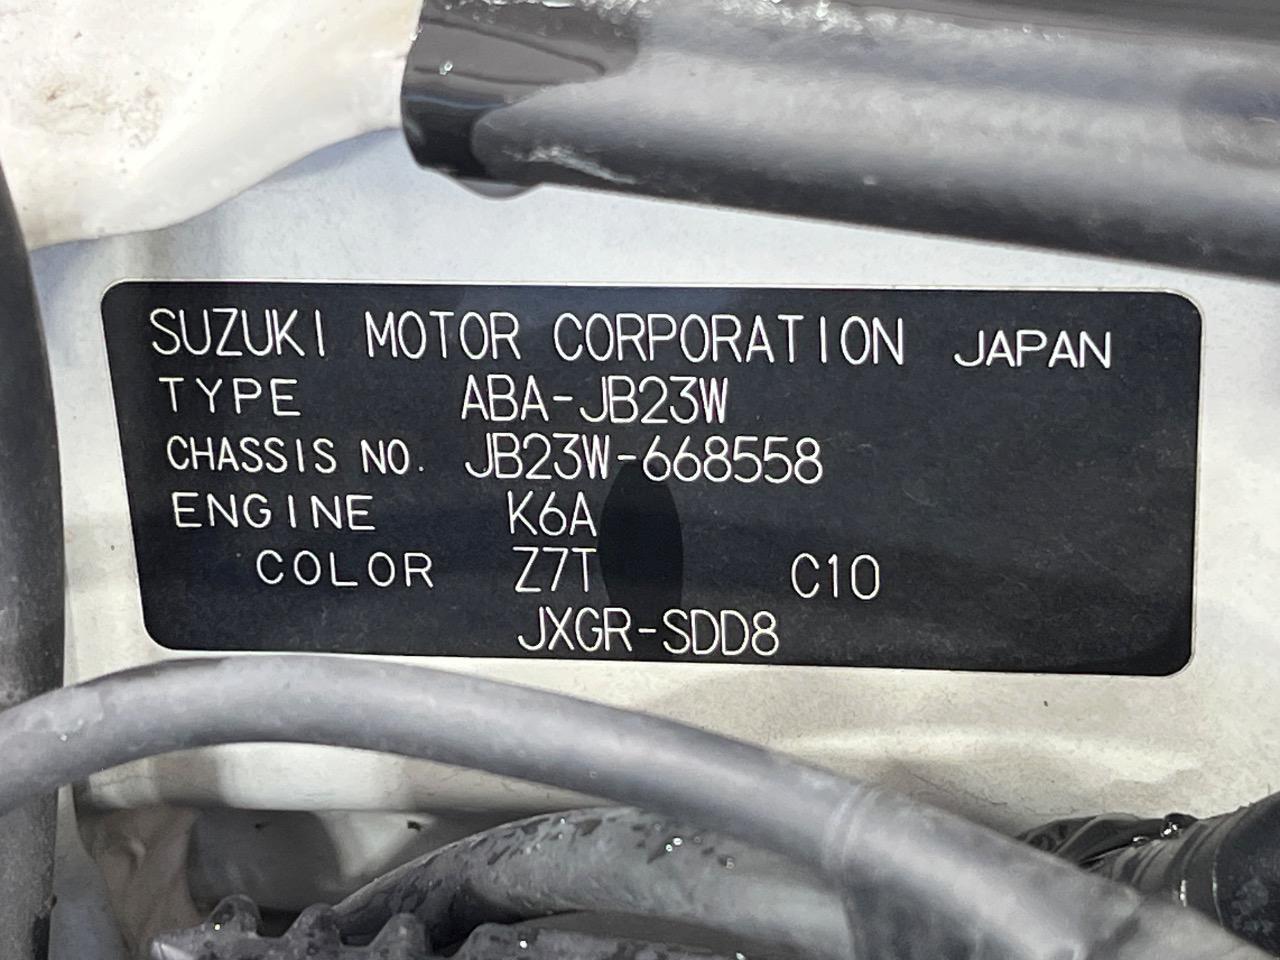 SUZUKI MOTOR CORPORATION JAPAN
TYPE ABA-JB23W
CHASSIS NO. JB23W-668558
ENGINE K6A
COLOR Z7T C10
JXGR-SDD8